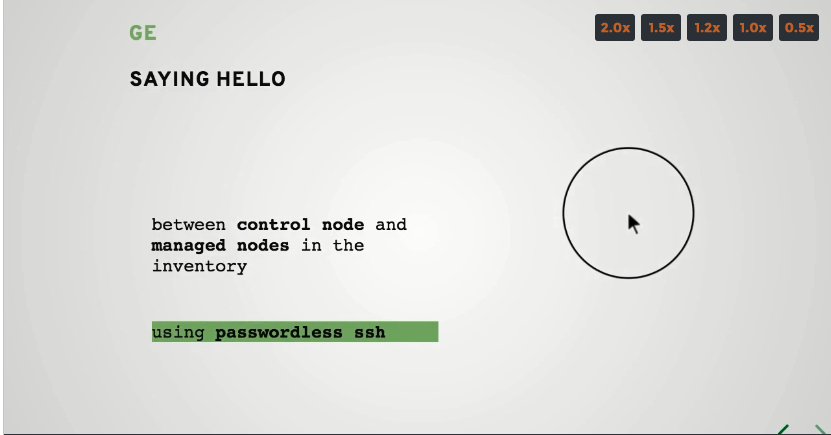 GE
2.0x 1.5x 1.2x 1.0x 0.5x
SAYING HELLO
between control node and
managed nodes in the
inventory
using passwordless ssh